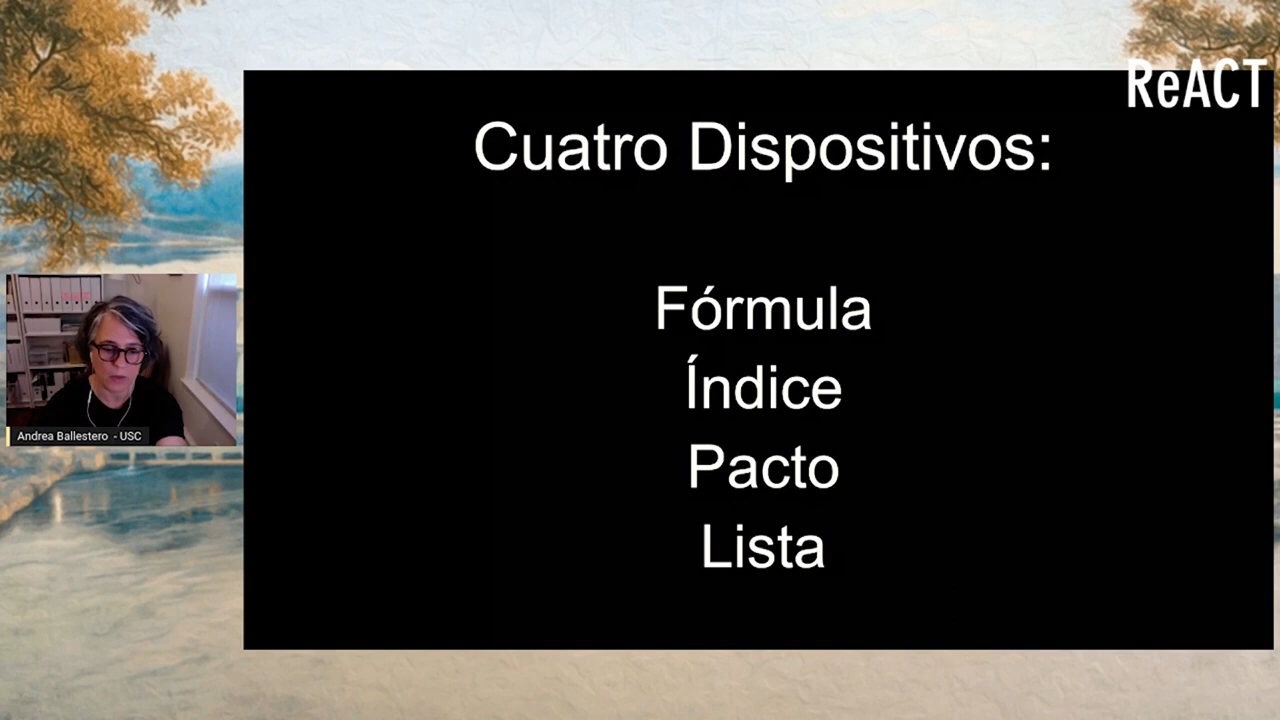 ReACT
Cuatro Dispositivos:
Fórmula
Índice
Pacto
Lista
Andrea Ballestero - USC